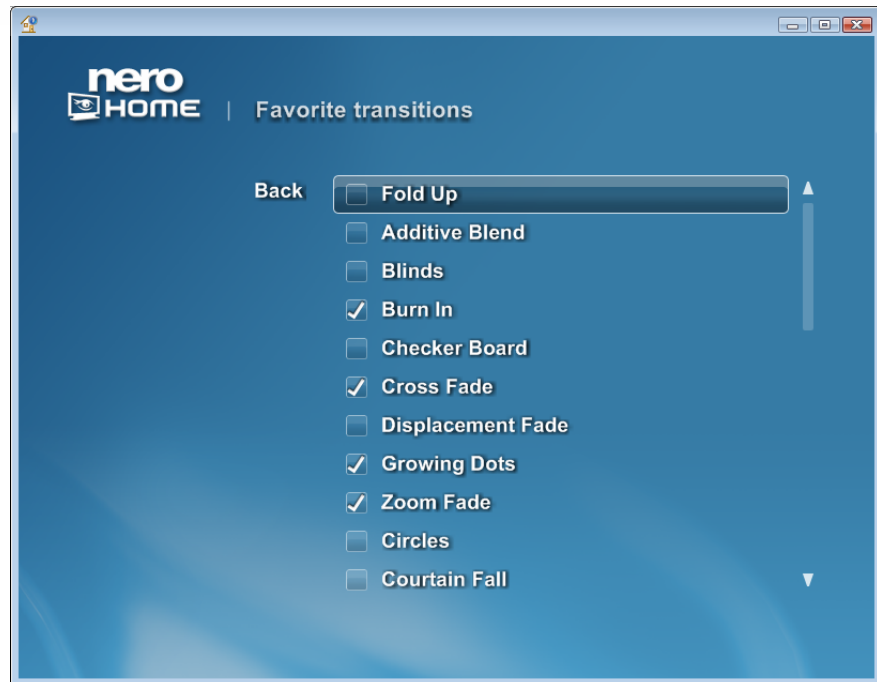 nero
HOME | Favorite transitions
Back
Fold Up
Additive Blend
Blinds
Burn In
Checker Board
Cross Fade
Displacement Fade
Growing Dots
Zoom Fade
Circles
Courtain Fall